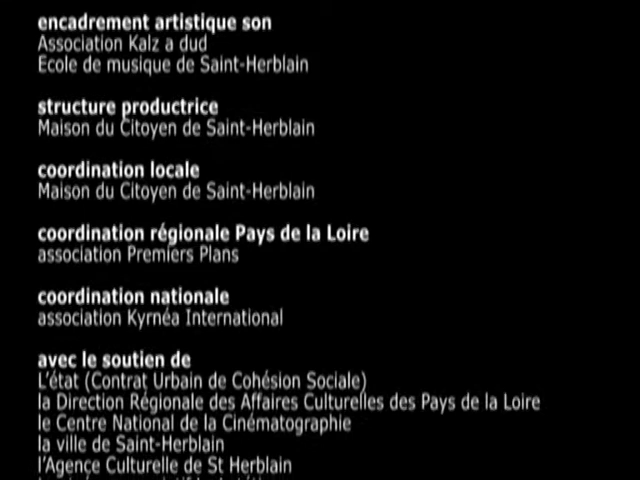 encadrement artistique son
Association Kalz a dud
Ecole de musique de Saint-Herblain
structure productrice
Maison du Citoyen de Saint-Herblain
coordination locale
Maison du Citoyen de Saint-Herblain
coordination régionale Pays de la Loire
association Premiers Plans
coordination nationale
association Kyrnéa International
avec le soutien de
L'état (Contrat Urbain de Cohésion Sociale)
la Direction Régionale des Affaires Culturelles des Pays de la Loire
le Centre National de la Cinématographie
la ville de Saint-Herblain
l'Agence Culturelle de St Herblain